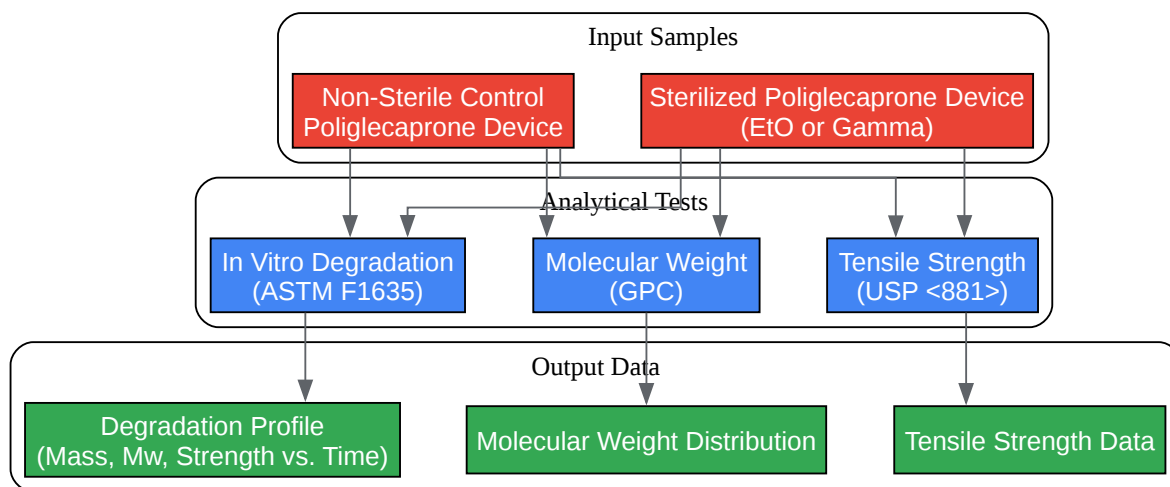 Input Samples
Non-Sterile Control
Poliglecaprone Device
Sterilized Poliglecaprone Device
(EtO or Gamma)
Analytical Tests
In Vitro Degradation
(ASTM F1635)
Molecular Weight
(GPC)
Tensile Strength
(USP <881>)
Output Data
Degradation Profile
(Mass, Mw, Strength vs. Time)
Molecular Weight Distribution
Tensile Strength Data